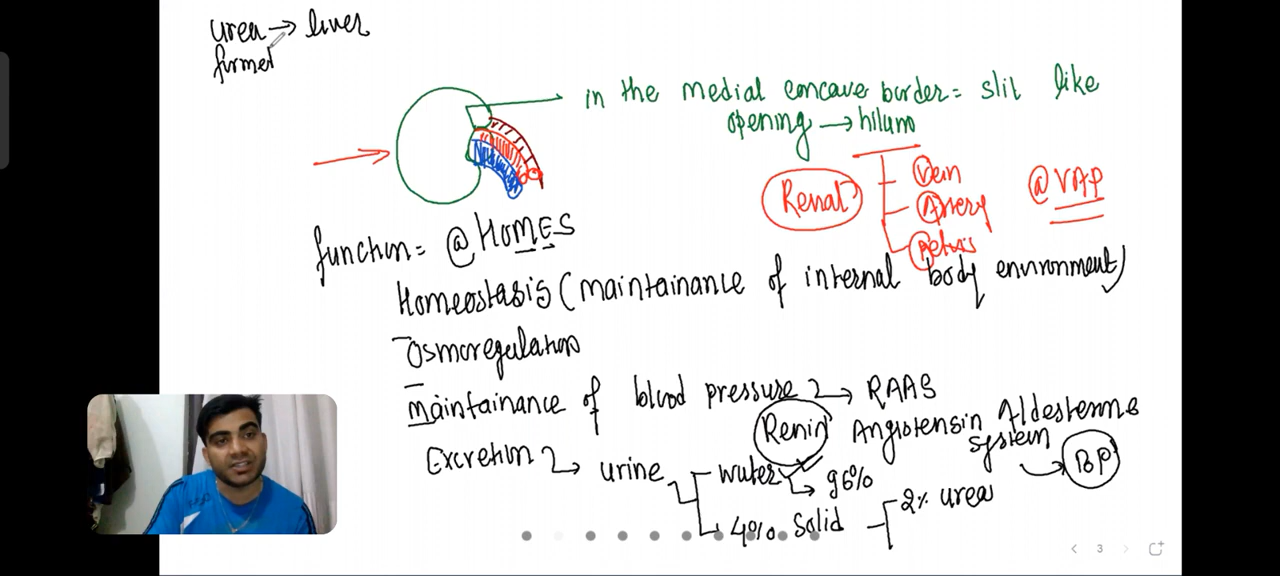 urea → liver
formed
in the medial concave border = slit like
opening → hilum
Renal
Vein
Artery
Pelvis
@ VAP
function = @ HOMES
Homeostasis (maintainance of internal body environment)
Osmoregulation
Maintainance of blood pressure → RAAS
Renin Angiotensin Aldesterone
system → BP
Excretion → urine
water → 96%
4% Solid
2% urea
3